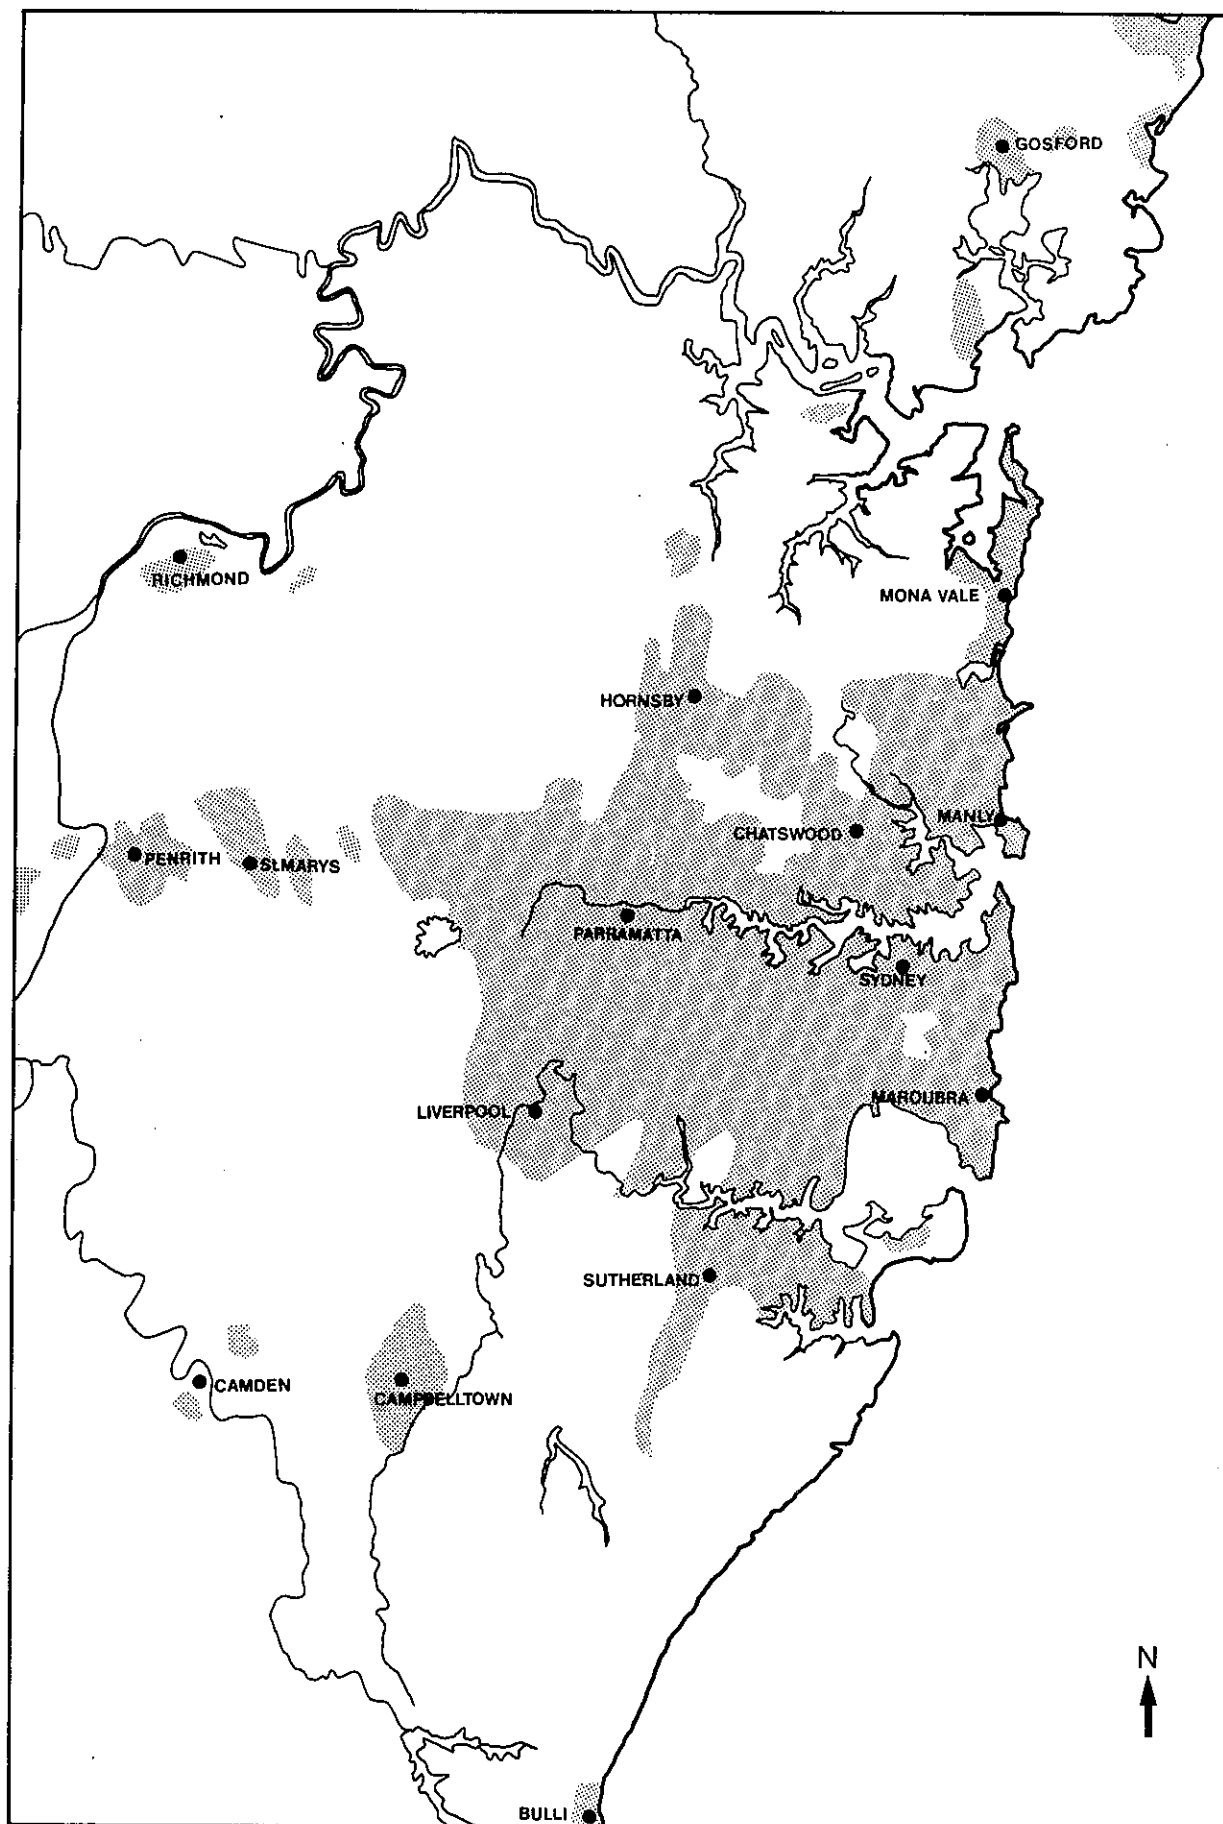 GOSFORD
RICHMOND
MONA VALE
HORNSBY
MANLY
CHATSWOOD
PENRITH
ST.MARYS
PARRAMATTA
SYDNEY
MAROUBRA
LIVERPOOL
SUTHERLAND
CAMDEN
CAMPBELLTOWN
N
BULLI